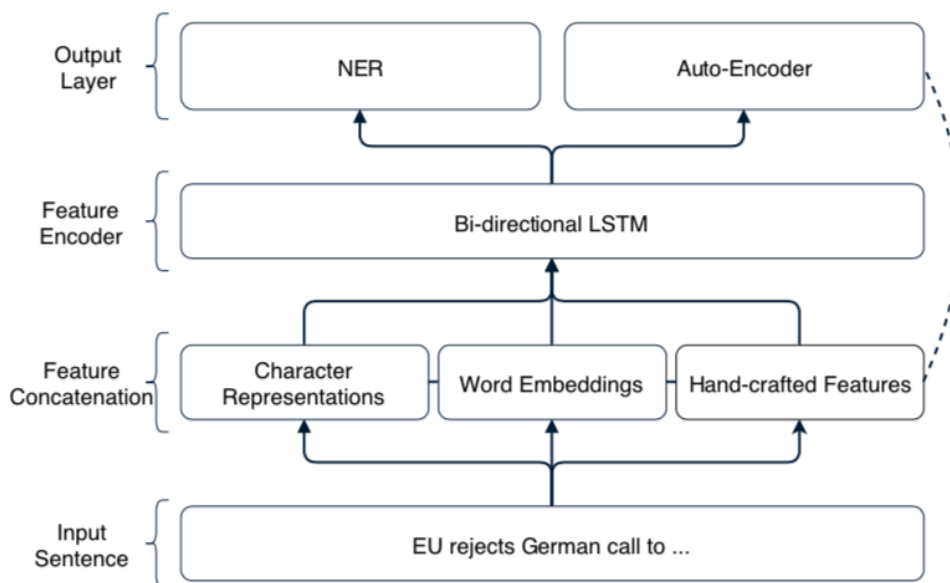 Output
Layer
NER
Auto-Encoder
Feature
Encoder
Bi-directional LSTM
Feature
Concatenation
Character
Representations
Word Embeddings
Hand-crafted Features
Input
Sentence
EU rejects German call to ...